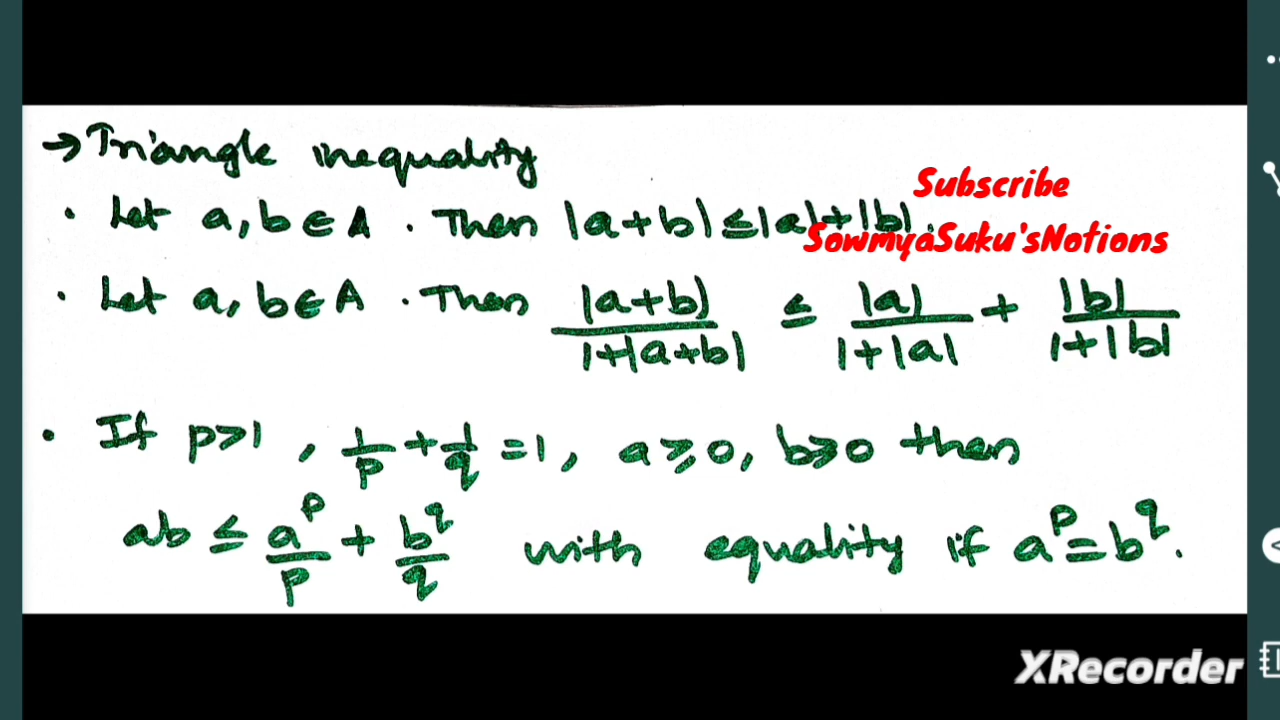 → Triangle inequality
Subscribe
· Let a, b ∈ A . Then |a+b| ≤ |a|+|b|.
SowmyaSuku'sNotions
· Let a, b ∈ A . Then |a+b| / 1+|a+b| ≤ |a| / 1+|a| + |b| / 1+|b|
· If p>1 , 1/p + 1/q = 1, a ≥ 0, b ≥ 0 then
ab ≤ a^p/p + b^q/q with equality if a^p = b^q.
XRecorder